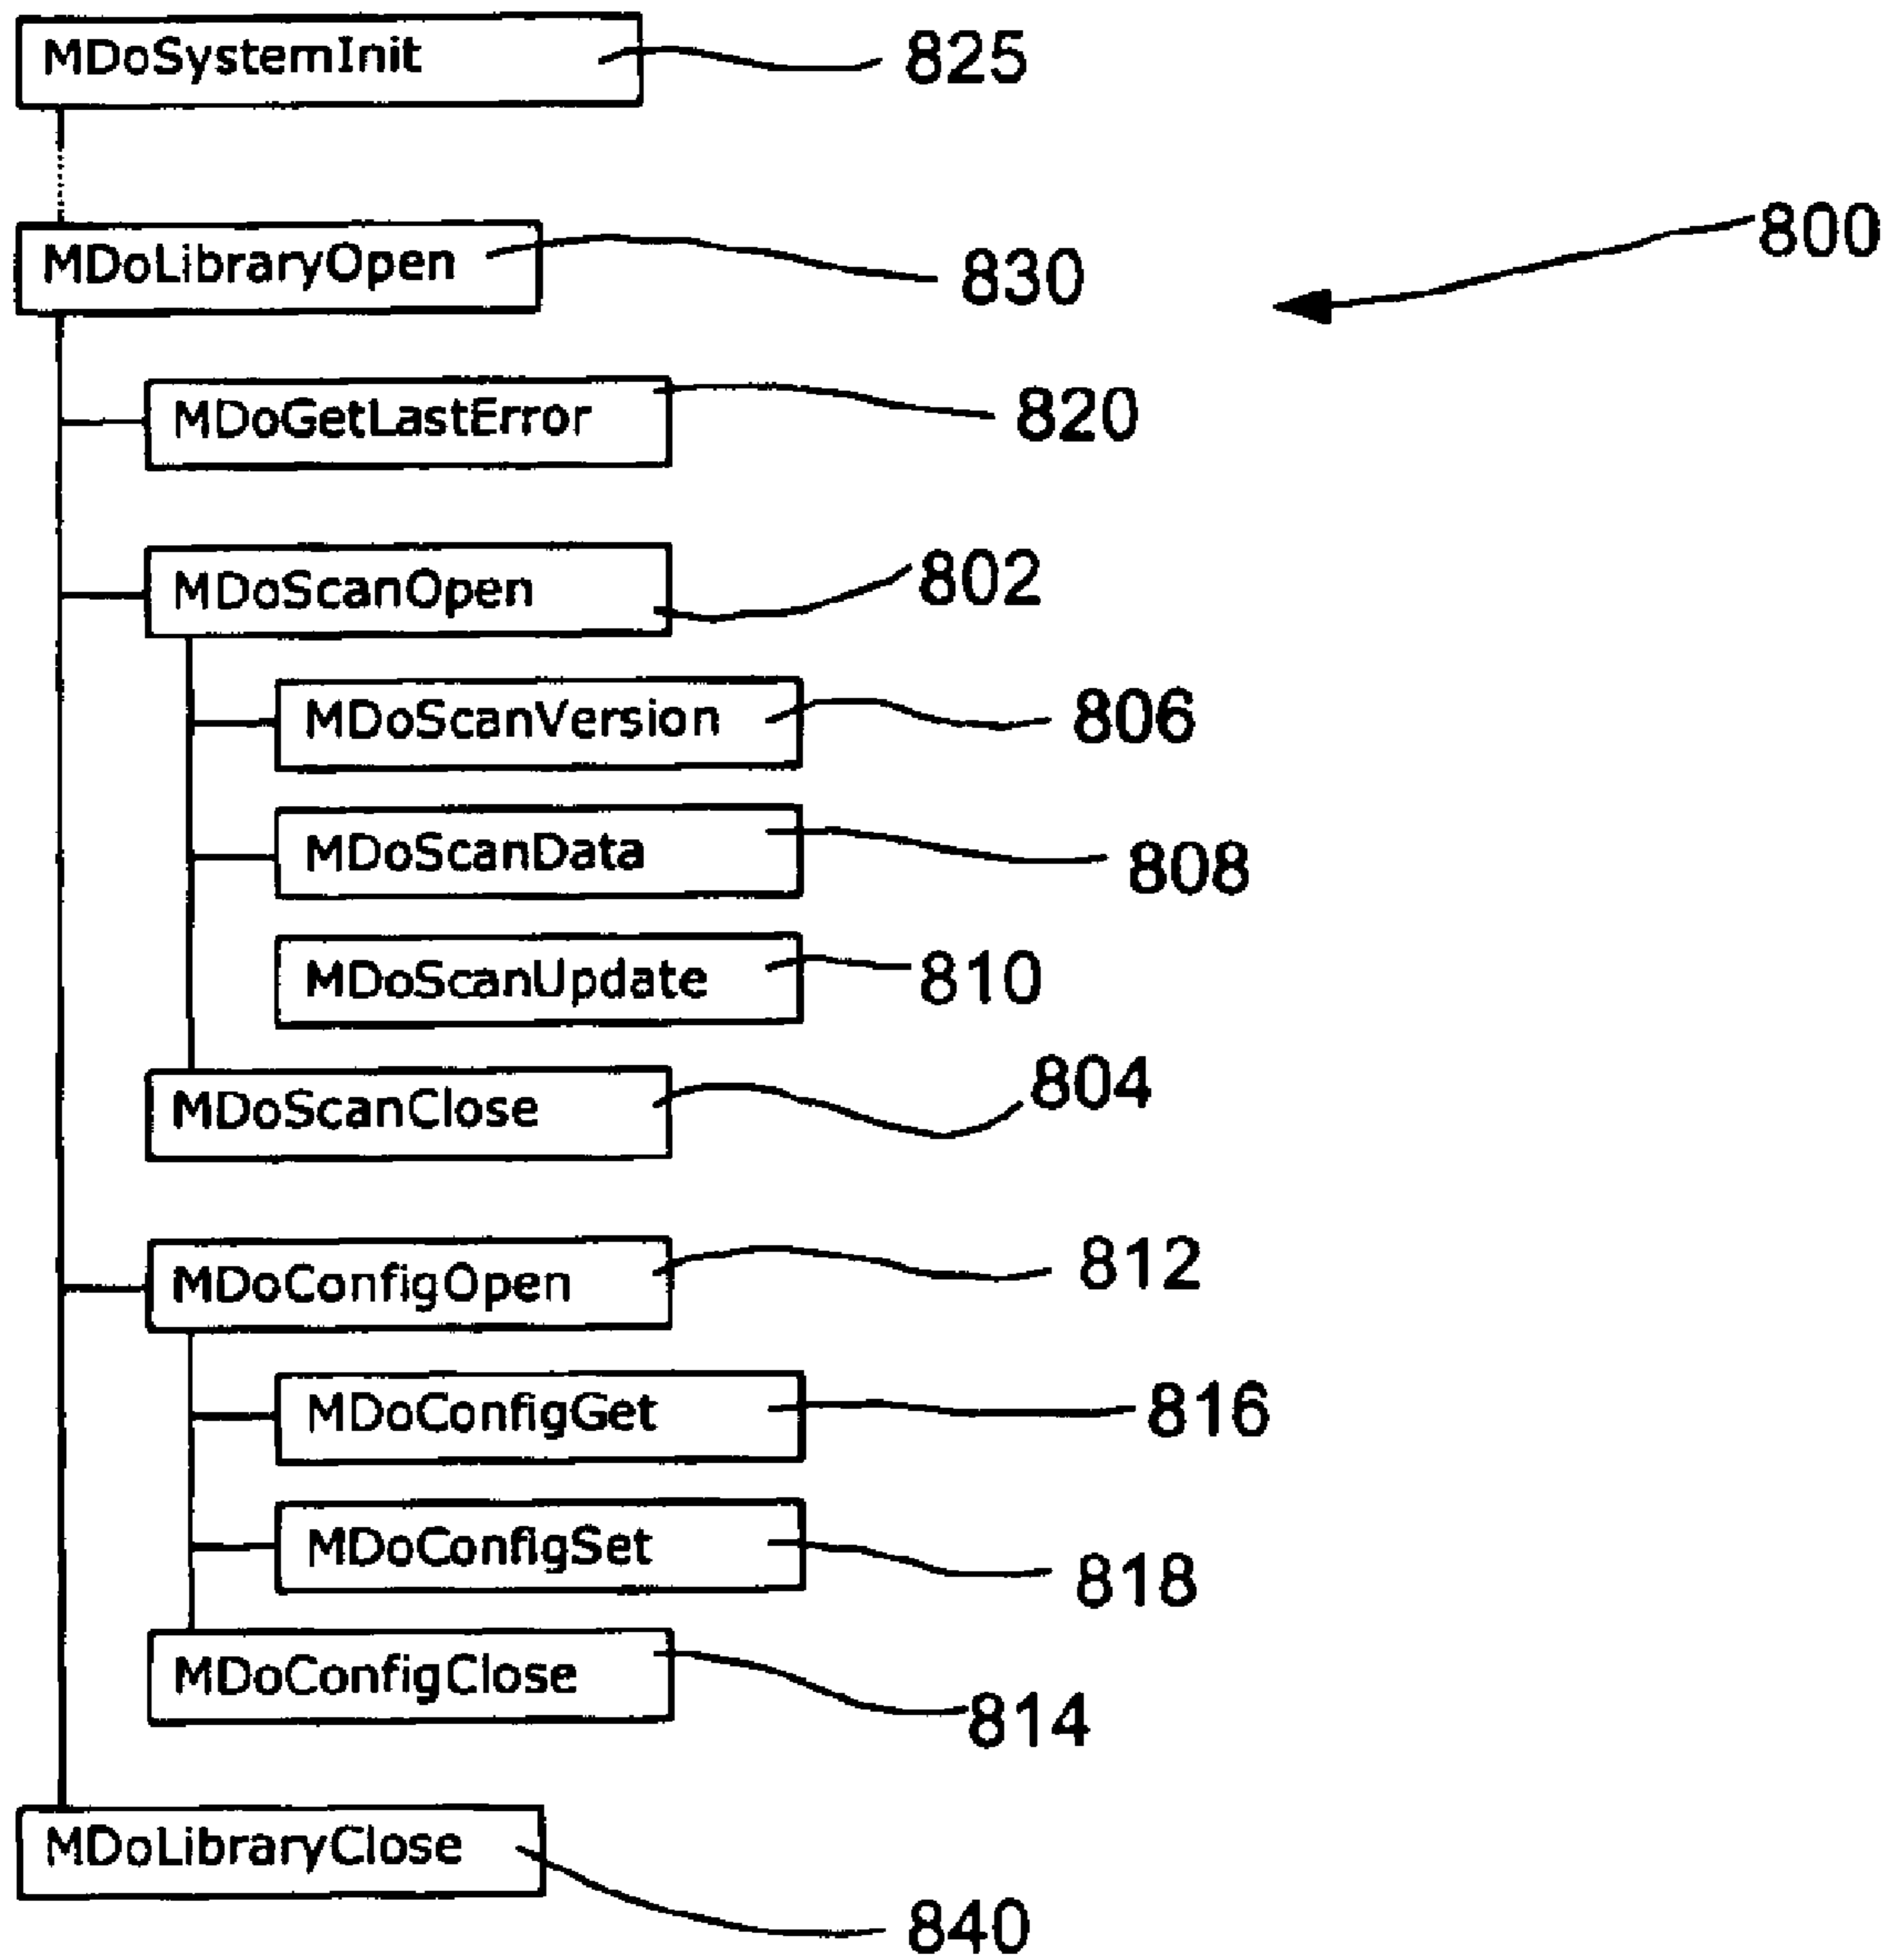 MDoSystemInit 825
MDoLibraryOpen 830
800
MDoGetLastError 820
MDoScanOpen 802
MDoScanVersion 806
MDoScanData 808
MDoScanUpdate 810
MDoScanClose 804
MDoConfigOpen 812
MDoConfigGet 816
MDoConfigSet 818
MDoConfigClose 814
MDoLibraryClose 840